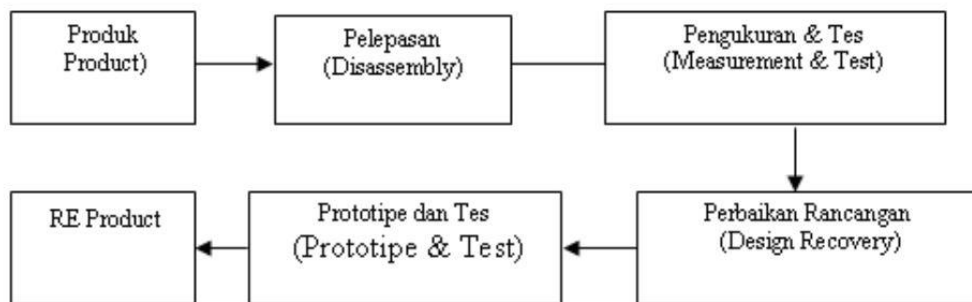 Produk
Product)
Pelepasan
(Disassembly)
Pengukuran & Tes
(Measurement & Test)
RE Product
Prototipe dan Tes
(Prototipe & Test)
Perbaikan Rancangan
(Design Recovery)